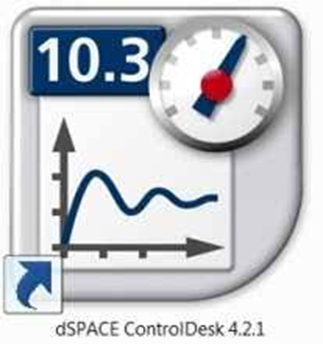 10.3
dSPACE ControlDesk 4.2.1